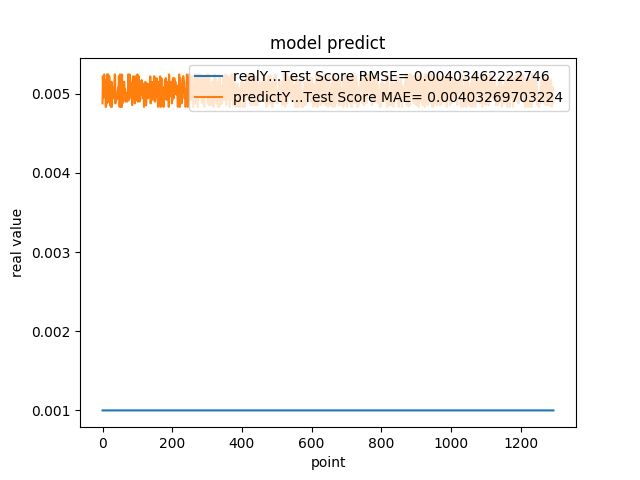 model predict
realY...Test Score RMSE= 0.00403462222746
predictY...Test Score MAE= 0.00403269703224
0.005
0.004
0.003
0.002
0.001
real value
0 200 400 600 800 1000 1200
point